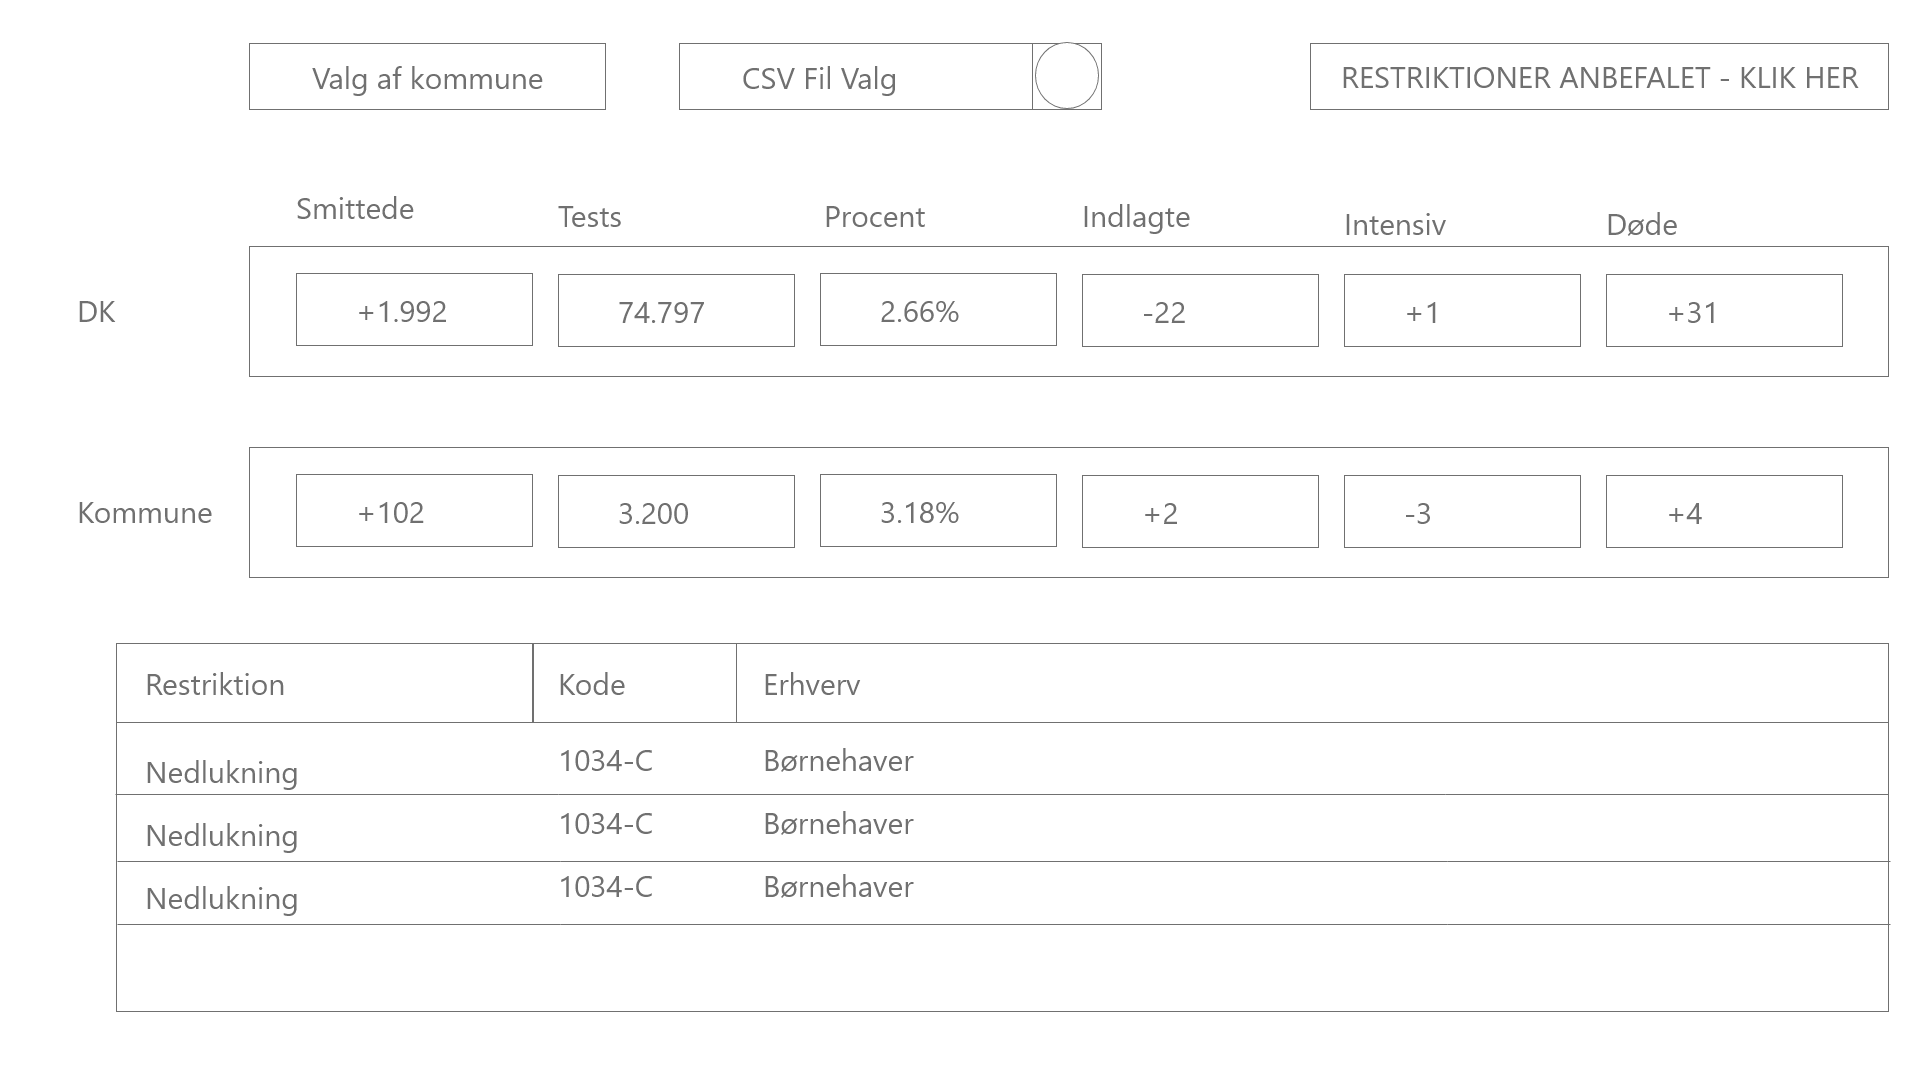 Valg af kommune
CSV Fil Valg
RESTRIKTIONER ANBEFALET - KLIK HER
Smittede Tests Procent Indlagte Intensiv Døde
DK +1.992 74.797 2.66% -22 +1 +31
Kommune +102 3.200 3.18% +2 -3 +4
Restriktion Kode Erhverv
Nedlukning 1034-C Børnehaver
Nedlukning 1034-C Børnehaver
Nedlukning 1034-C Børnehaver